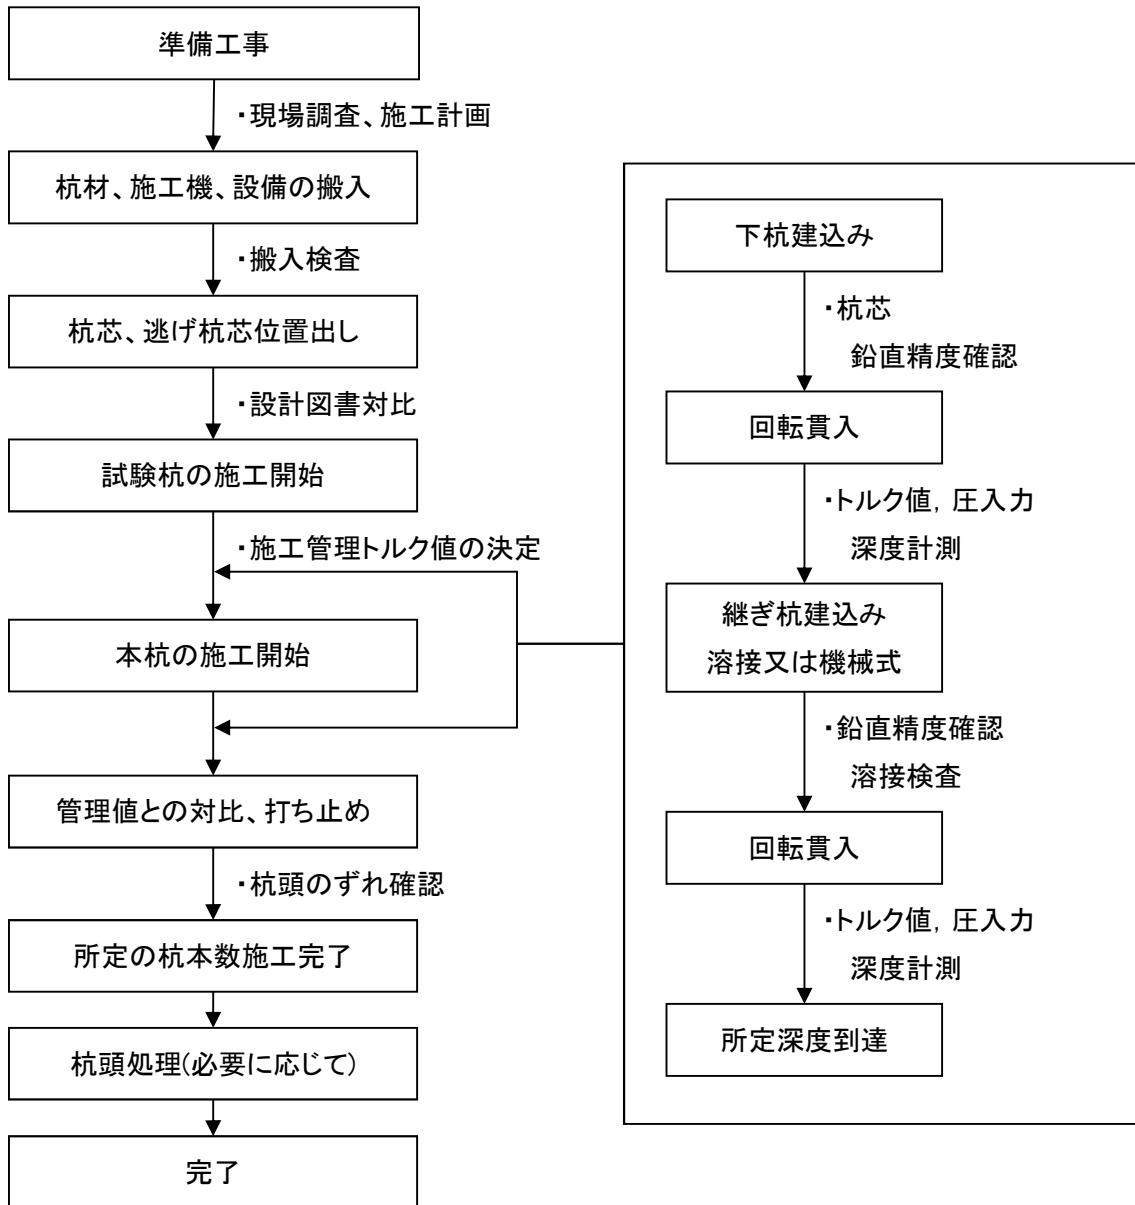 準備工事
・現場調査、施工計画
杭材、施工機、設備の搬入
・搬入検査
杭芯、逃げ杭芯位置出し
・設計図書対比
試験杭の施工開始
・施工管理トルク値の決定
本杭の施工開始
管理値との対比、打ち止め
・杭頭のずれ確認
所定の杭本数施工完了
杭頭処理(必要に応じて)
完了
下杭建込み
・杭芯
鉛直精度確認
回転貫入
・トルク値, 圧入力
深度計測
継ぎ杭建込み
溶接又は機械式
・鉛直精度確認
溶接検査
回転貫入
・トルク値, 圧入力
深度計測
所定深度到達